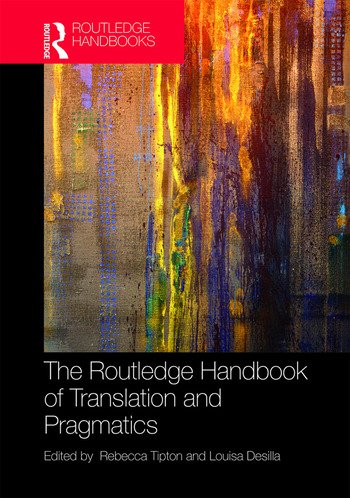 ROUTLEDGE
ROUTLEDGE
HANDBOOKS
The Routledge Handbook
of Translation and
Pragmatics
Edited by Rebecca Tipton and Louisa Desilla